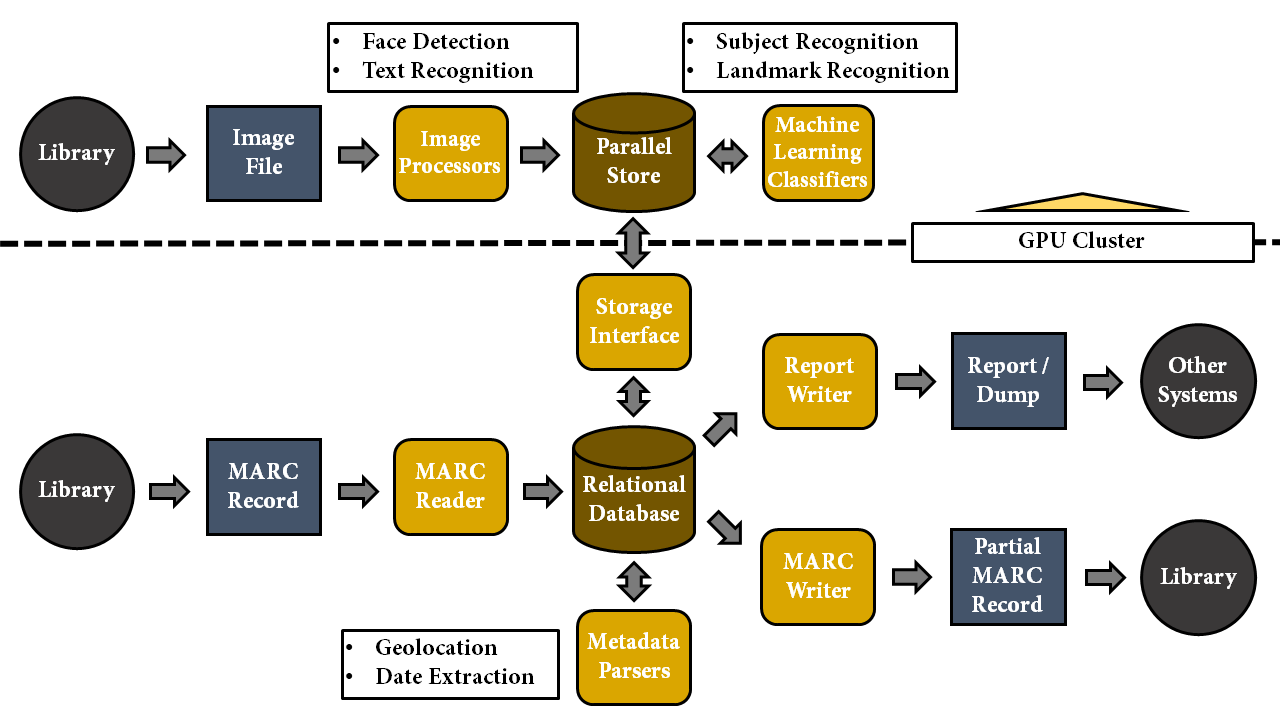 • Face Detection
• Text Recognition
• Subject Recognition
• Landmark Recognition
Library
Image
File
Image
Processors
Parallel
Store
Machine
Learning
Classifiers
GPU Cluster
Storage
Interface
Report
Writer
Report /
Dump
Other
Systems
Library
MARC
Record
MARC
Reader
Relational
Database
MARC
Writer
Partial
MARC
Record
Library
• Geolocation
• Date Extraction
Metadata
Parsers